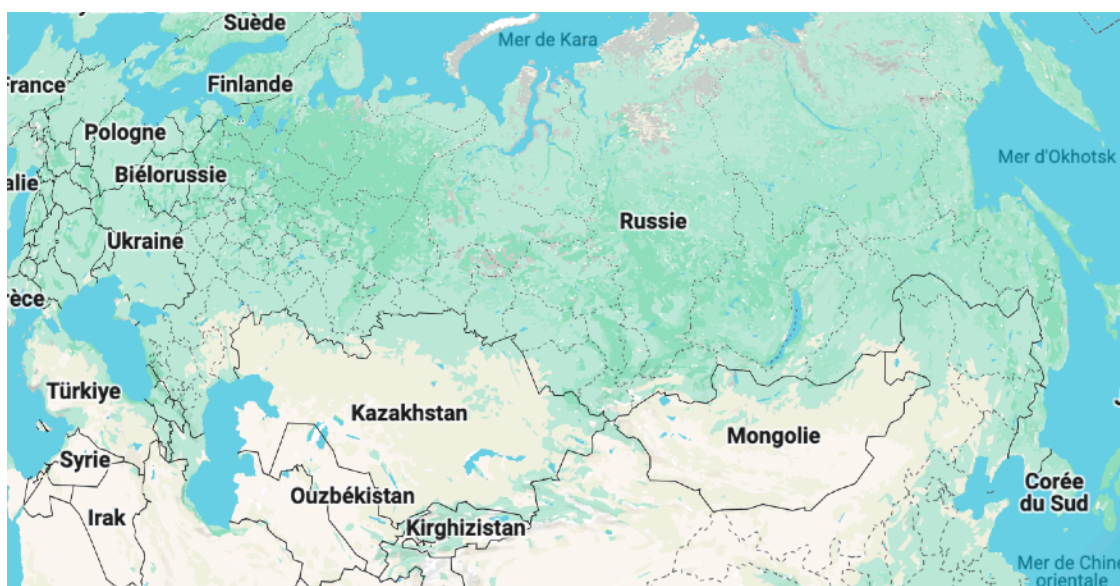 Suède
Mer de Kara
France
Finlande
Pologne
Mer d'Okhotsk
Biélorussie
alie
Russie
Ukraine
rèce
Türkiye
Kazakhstan
Mongolie
Syrie
Ouzbékistan
Corée
du Sud
Irak
Kirghizistan
Mer de Chin
orientale